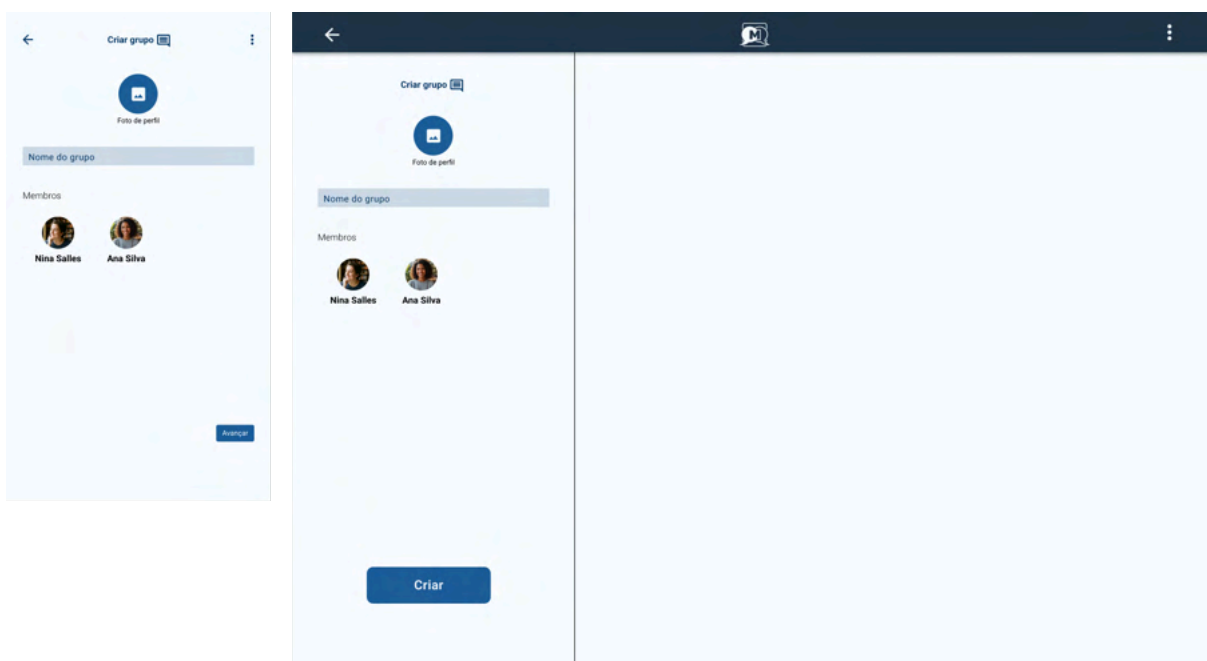 Criar grupo
Foto de perfil
Nome do grupo
Membros
Nina Salles
Ana Silva
Avançar
M
Criar grupo
Foto de perfil
Nome do grupo
Membros
Nina Salles
Ana Silva
Criar